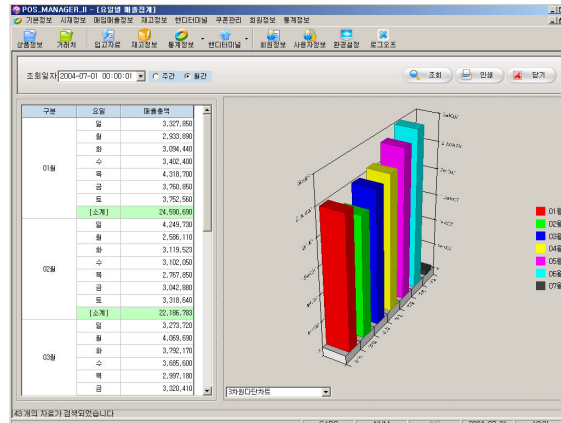 POS_MANAGER.II - [요일별 매출집계]
기본정보 시재정보 매입매출정보 재고정보 핸디터미널 쿠폰관리 회원정보 통계정보
상품정보 거래처 입고자료 재고정보 통계정보 핸디터미널 회원정보 사용자정보 환경설정 로그오프
조회일자 2004-07-01 00:00:01 주간 월간 조회 인쇄 닫기
구분 요일 매출총액
일 3,327,850
월 2,933,890
화 3,094,440
01월 수 3,402,400
목 4,318,700
금 3,760,850
토 3,752,560
[소계] 24,590,690
일 4,249,730
월 2,586,110
화 3,119,523
02월 수 3,102,050
목 2,767,850
금 3,042,880
토 3,318,640
[소계] 22,186,783
일 3,273,720
월 4,069,690
화 3,792,170
03월 수 3,685,600
목 2,997,180
금 3,320,410
01월
02월
03월
04월
05월
06월
07월
3차원다단차트
43 개의 자료가 검색되었습니다